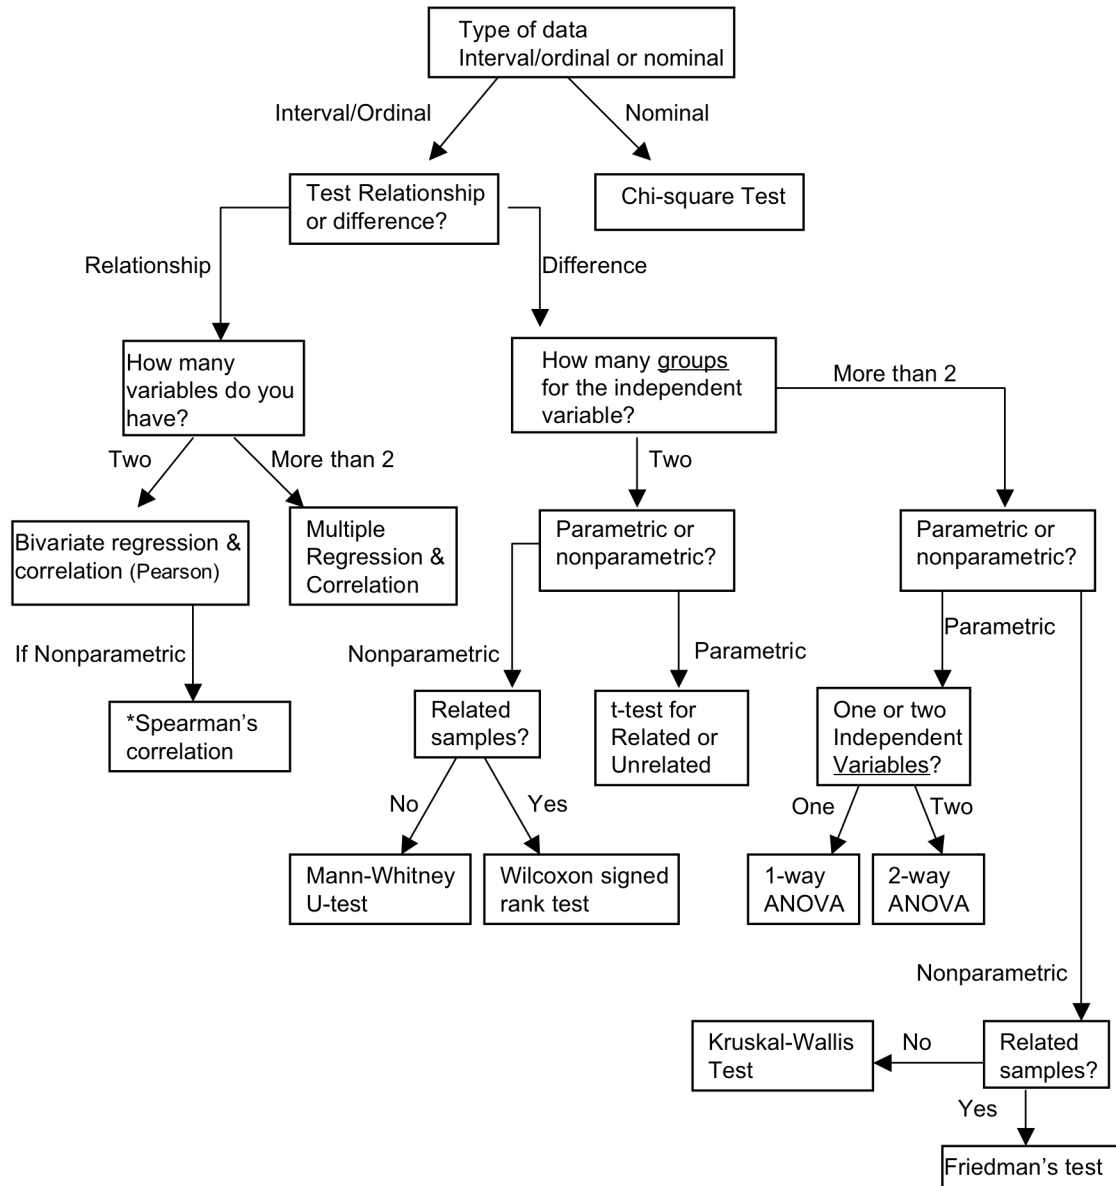 Type of data
Interval/ordinal or nominal
Interval/Ordinal
Nominal
Test Relationship
or difference?
Chi-square Test
Relationship
Difference
How many
variables do you
have?
How many groups
for the independent
variable?
More than 2
Two
More than 2
Two
Bivariate regression &
correlation (Pearson)
Multiple
Regression &
Correlation
Parametric or
nonparametric?
Parametric or
nonparametric?
If Nonparametric
Nonparametric
Parametric
Parametric
*Spearman's
correlation
Related
samples?
t-test for
Related or
Unrelated
One or two
Independent
Variables?
No
Yes
One
Two
Mann-Whitney
U-test
Wilcoxon signed
rank test
1-way
ANOVA
2-way
ANOVA
Nonparametric
Kruskal-Wallis
Test
No
Related
samples?
Yes
Friedman's test